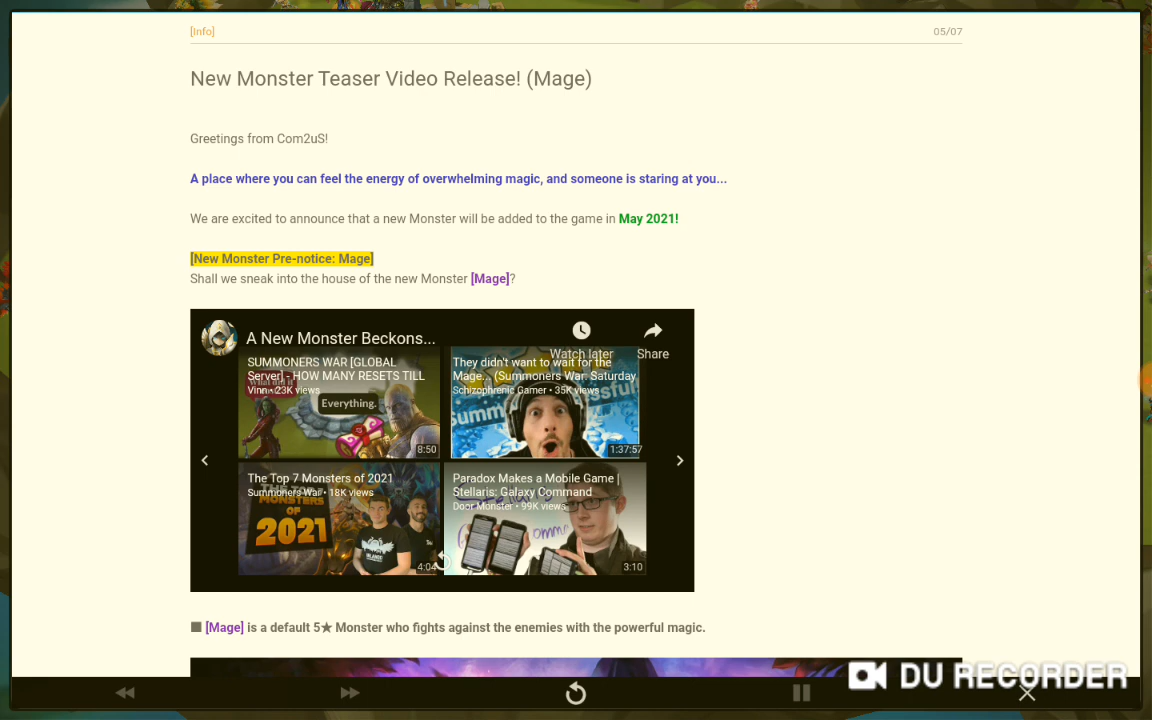 [Info] 05/07
New Monster Teaser Video Release! (Mage)
Greetings from Com2uS!
A place where you can feel the energy of overwhelming magic, and someone is staring at you...
We are excited to announce that a new Monster will be added to the game in May 2021!
[New Monster Pre-notice: Mage]
Shall we sneak into the house of the new Monster [Mage]?
A New Monster Beckons...
Watch later
Share
SUMMONERS WAR [GLOBAL
Server] - HOW MANY RESETS TILL
Vinn • 23K views
What did it
Everything.
8:50
They didn't want to wait for the
Mage... (Summoners War: Saturday
Schizophrenic Gamer • 35K views
1:37:57
The Top 7 Monsters of 2021
Summoners War • 18K views
MONSTERS
OF
2021
4:04
Paradox Makes a Mobile Game |
Stellaris: Galaxy Command
Door Monster • 99K views
3:10
■ [Mage] is a default 5★ Monster who fights against the enemies with the powerful magic.
DU RECORDER